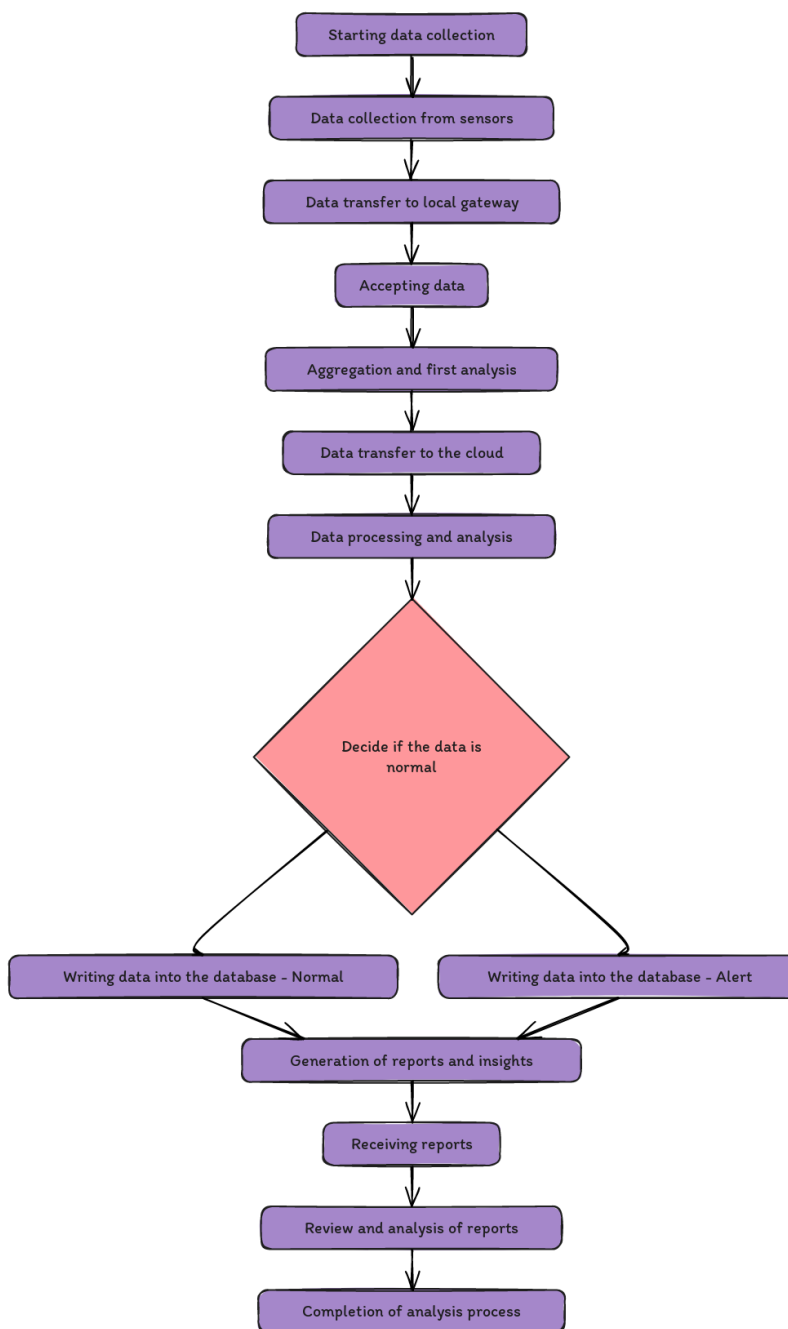 Starting data collection
Data collection from sensors
Data transfer to local gateway
Accepting data
Aggregation and first analysis
Data transfer to the cloud
Data processing and analysis
Decide if the data is
normal
Writing data into the database - Normal
Writing data into the database - Alert
Generation of reports and insights
Receiving reports
Review and analysis of reports
Completion of analysis process